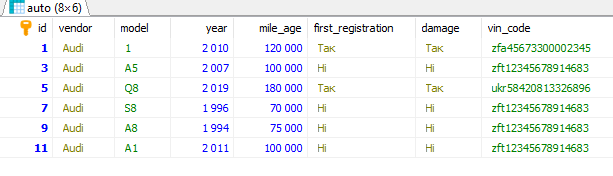 auto (8×6)
id vendor model year mile_age first_registration damage vin_code
1 Audi 1 2 010 120 000 Так Так zfa45673300002345
3 Audi A5 2 007 100 000 Ні Ні zft12345678914683
5 Audi Q8 2 019 180 000 Так Так ukr58420813326896
7 Audi S8 1 996 70 000 Ні Ні zft12345678914683
9 Audi A8 1 994 75 000 Ні Ні zft12345678914683
11 Audi A1 2 011 100 000 Ні Ні zft12345678914683